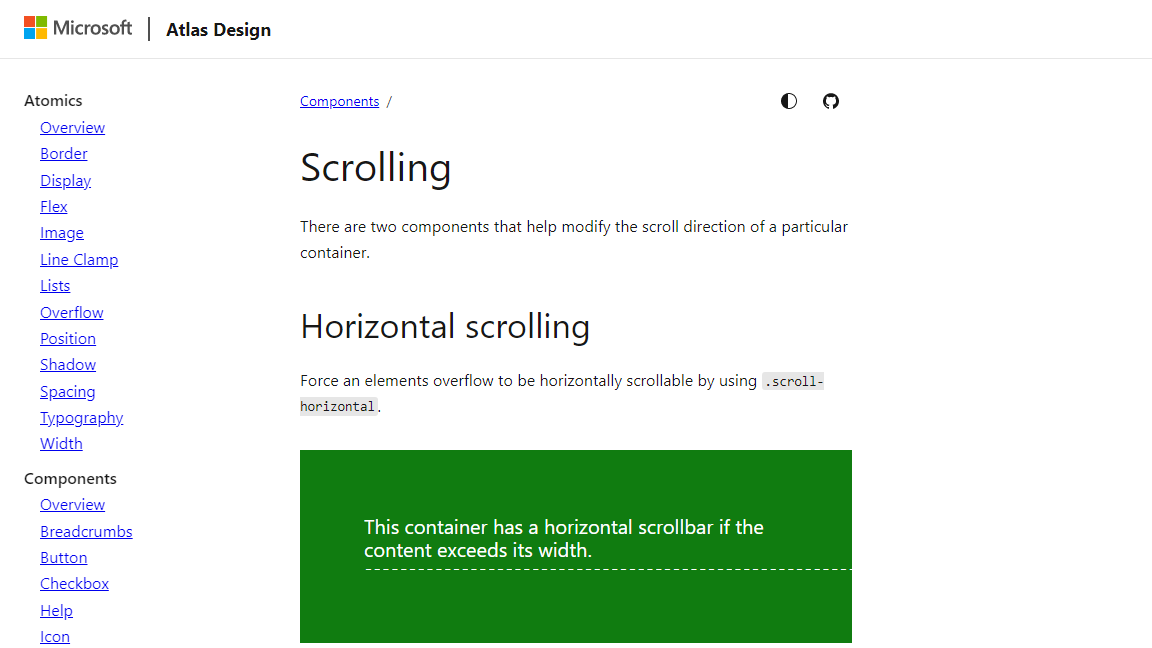 Microsoft
Atlas Design
Atomics
Overview
Border
Display
Flex
Image
Line Clamp
Lists
Overflow
Position
Shadow
Spacing
Typography
Width
Components
Overview
Breadcrumbs
Button
Checkbox
Help
Icon
Components /
Scrolling
There are two components that help modify the scroll direction of a particular
container.
Horizontal scrolling
Force an elements overflow to be horizontally scrollable by using .scroll-
horizontal.
This container has a horizontal scrollbar if the
content exceeds its width.